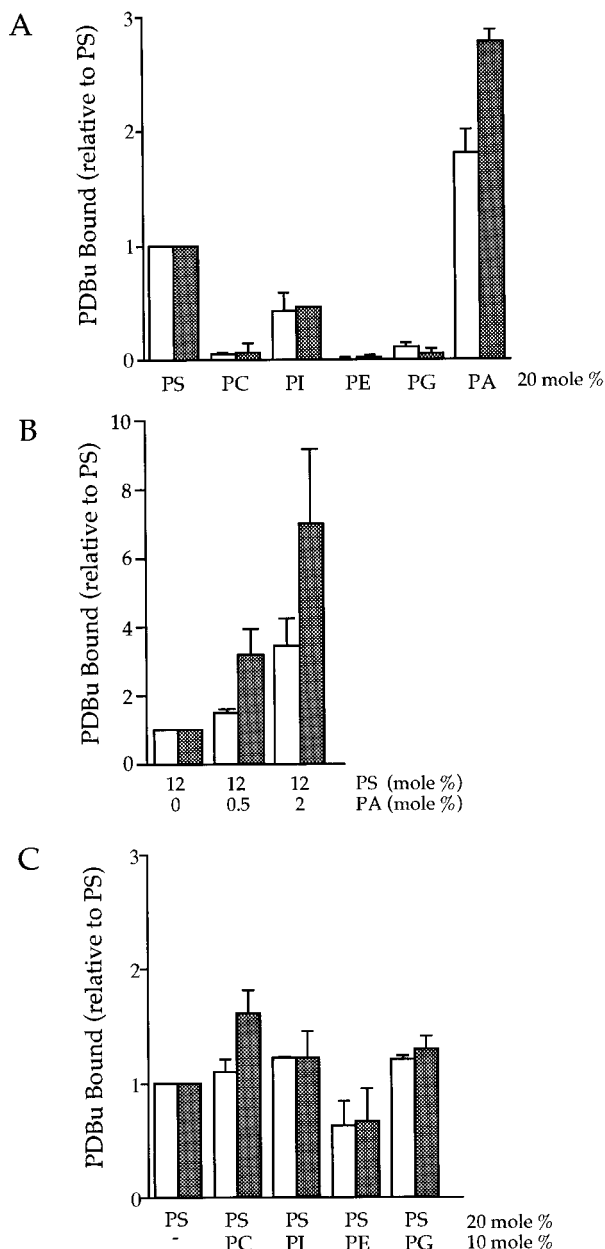 A
PDBu Bound (relative to PS)
3
2
1
0
PS PC PI PE PG PA 20 mole %
B
PDBu Bound (relative to PS)
10
8
6
4
2
0
12 12 12 PS (mole %)
0 0.5 2 PA (mole %)
C
PDBu Bound (relative to PS)
3
2
1
0
PS PS PS PS PS 20 mole %
- PC PI PE PG 10 mole %